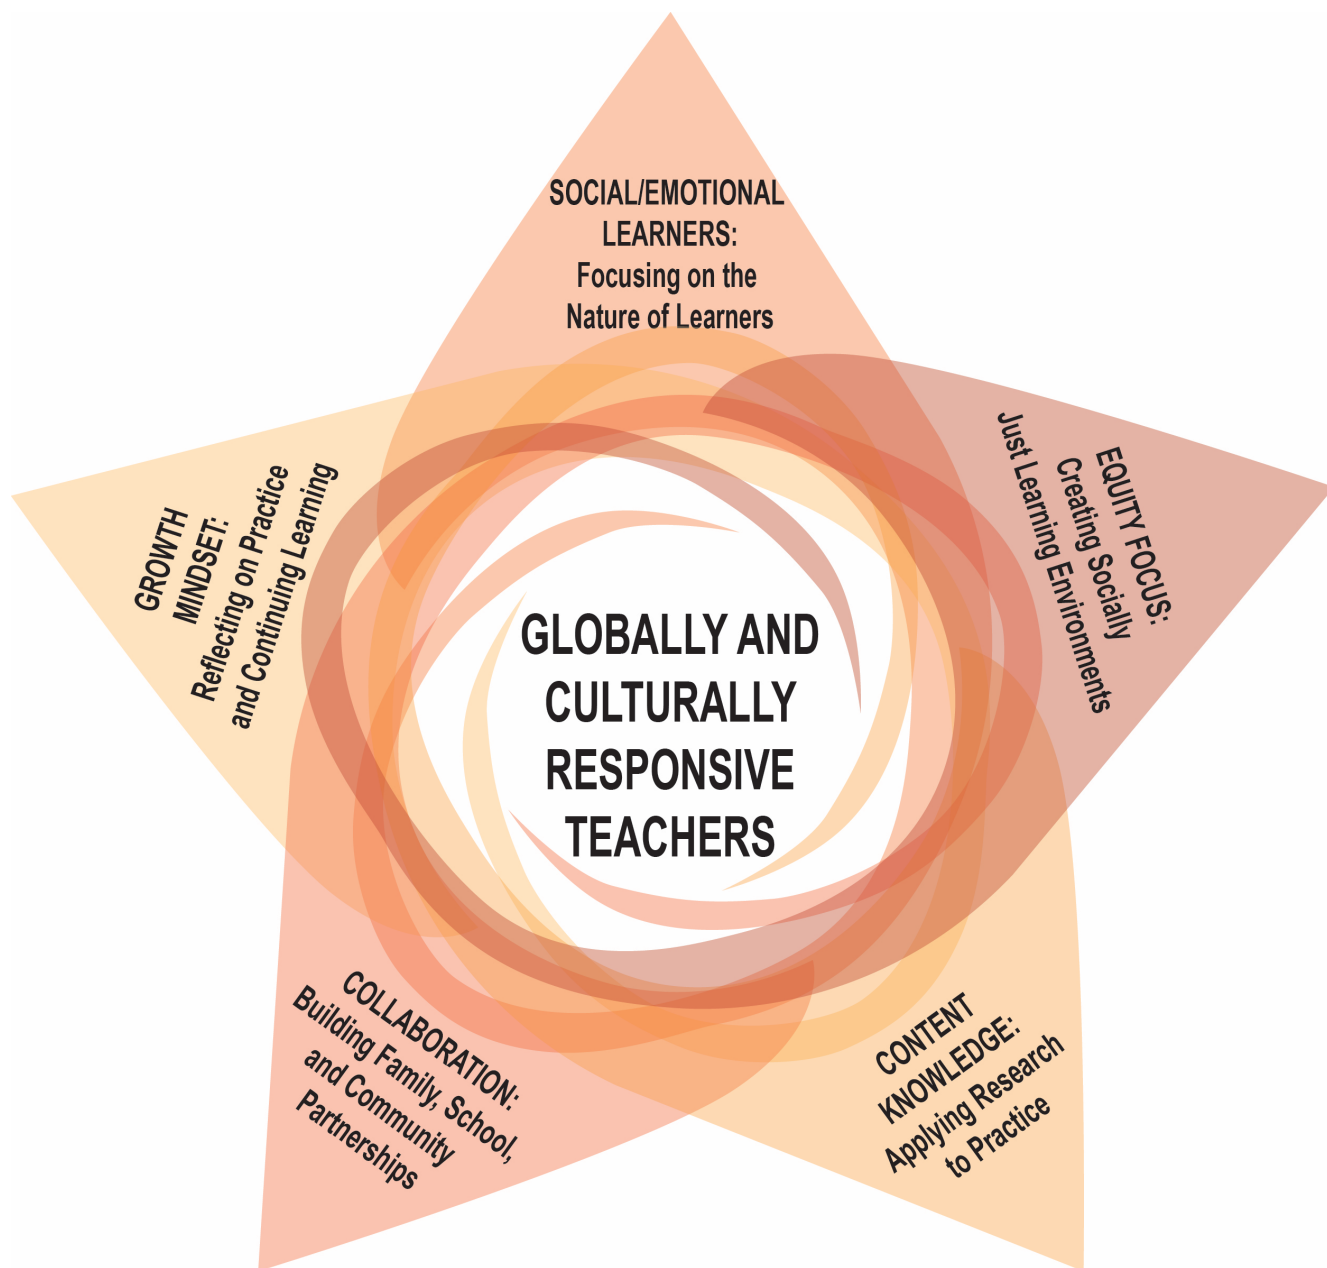 SOCIAL/EMOTIONAL
LEARNERS:
Focusing on the
Nature of Learners
EQUITY FOCUS:
Creating Socially
Just Learning Environments
CONTENT
KNOWLEDGE:
Applying Research
to Practice
COLLABORATION:
Building Family, School,
and Community
Partnerships
GROWTH
MINDSET:
Reflecting on Practice
and Continuing Learning
GLOBALLY AND
CULTURALLY
RESPONSIVE
TEACHERS